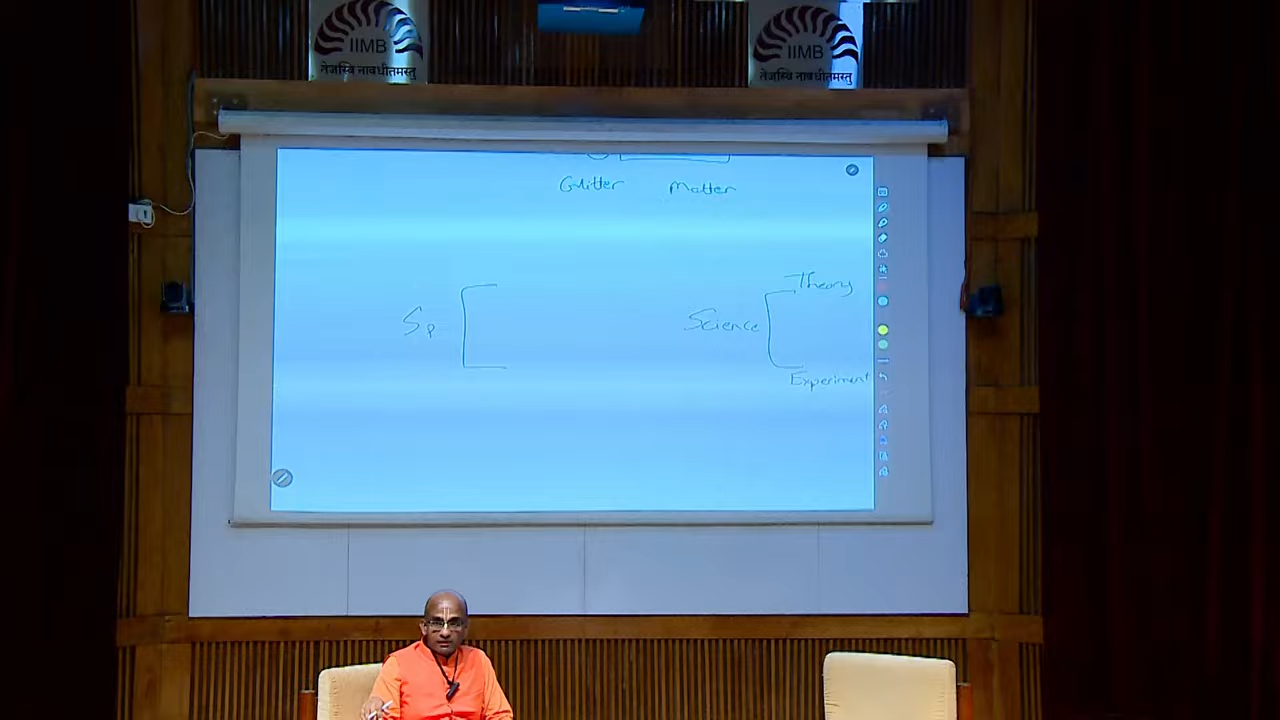 IIMB
तेजस्वि नावधीतमस्तु
IIMB
तेजस्वि नावधीतमस्तु
Glitter Matter
Theory
Sp Science
Experiment